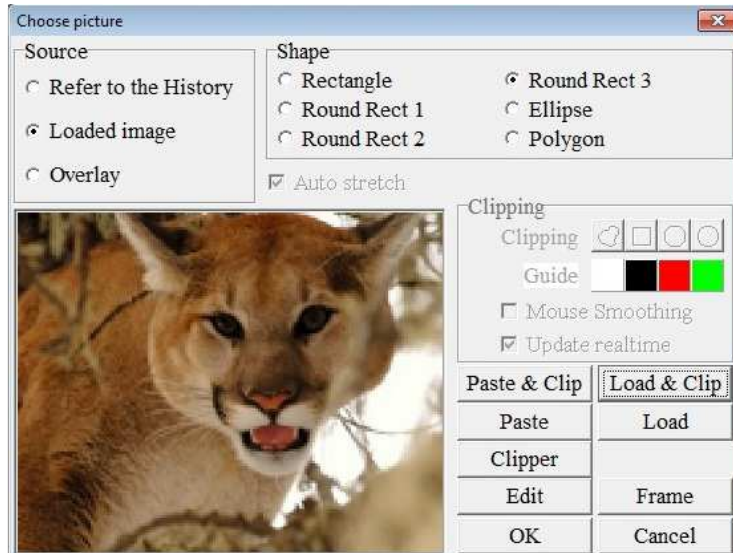 Choose picture
Source
Refer to the History
Loaded image
Overlay
Shape
Rectangle
Round Rect 1
Round Rect 2
Round Rect 3
Ellipse
Polygon
Auto stretch
Clipping
Clipping
Guide
Mouse Smoothing
Update realtime
Paste & Clip
Load & Clip
Paste
Load
Clipper
Edit
Frame
OK
Cancel